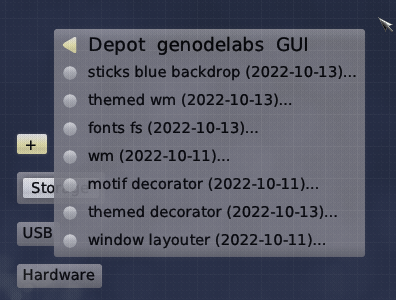 Depot genodelabs GUI
sticks blue backdrop (2022-10-13)...
themed wm (2022-10-13)...
fonts fs (2022-10-13)...
wm (2022-10-11)...
motif decorator (2022-10-11)...
themed decorator (2022-10-13)...
window layouter (2022-10-11)...
+
Storage
USB
Hardware